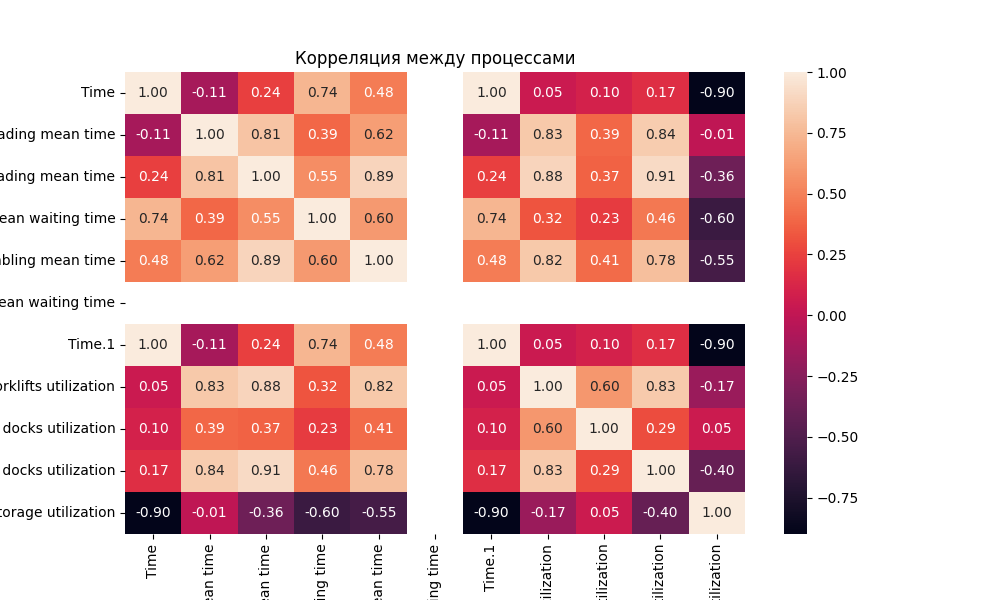 Корреляция между процессами
Time 1.00 -0.11 0.24 0.74 0.48 1.00 0.05 0.10 0.17 -0.90
ading mean time -0.11 1.00 0.81 0.39 0.62 -0.11 0.83 0.39 0.84 -0.01
ading mean time 0.24 0.81 1.00 0.55 0.89 0.24 0.88 0.37 0.91 -0.36
ean waiting time 0.74 0.39 0.55 1.00 0.60 0.74 0.32 0.23 0.46 -0.60
bling mean time 0.48 0.62 0.89 0.60 1.00 0.48 0.82 0.41 0.78 -0.55
ean waiting time
Time.1 1.00 -0.11 0.24 0.74 0.48 1.00 0.05 0.10 0.17 -0.90
orklifts utilization 0.05 0.83 0.88 0.32 0.82 0.05 1.00 0.60 0.83 -0.17
docks utilization 0.10 0.39 0.37 0.23 0.41 0.10 0.60 1.00 0.29 0.05
docks utilization 0.17 0.84 0.91 0.46 0.78 0.17 0.83 0.29 1.00 -0.40
torage utilization -0.90 -0.01 -0.36 -0.60 -0.55 -0.90 -0.17 0.05 -0.40 1.00
Time
ean time
ean time
ing time
ean time
ing time
Time.1
ilization
ilization
ilization
ilization
1.00
0.75
0.50
0.25
0.00
−0.25
−0.50
−0.75